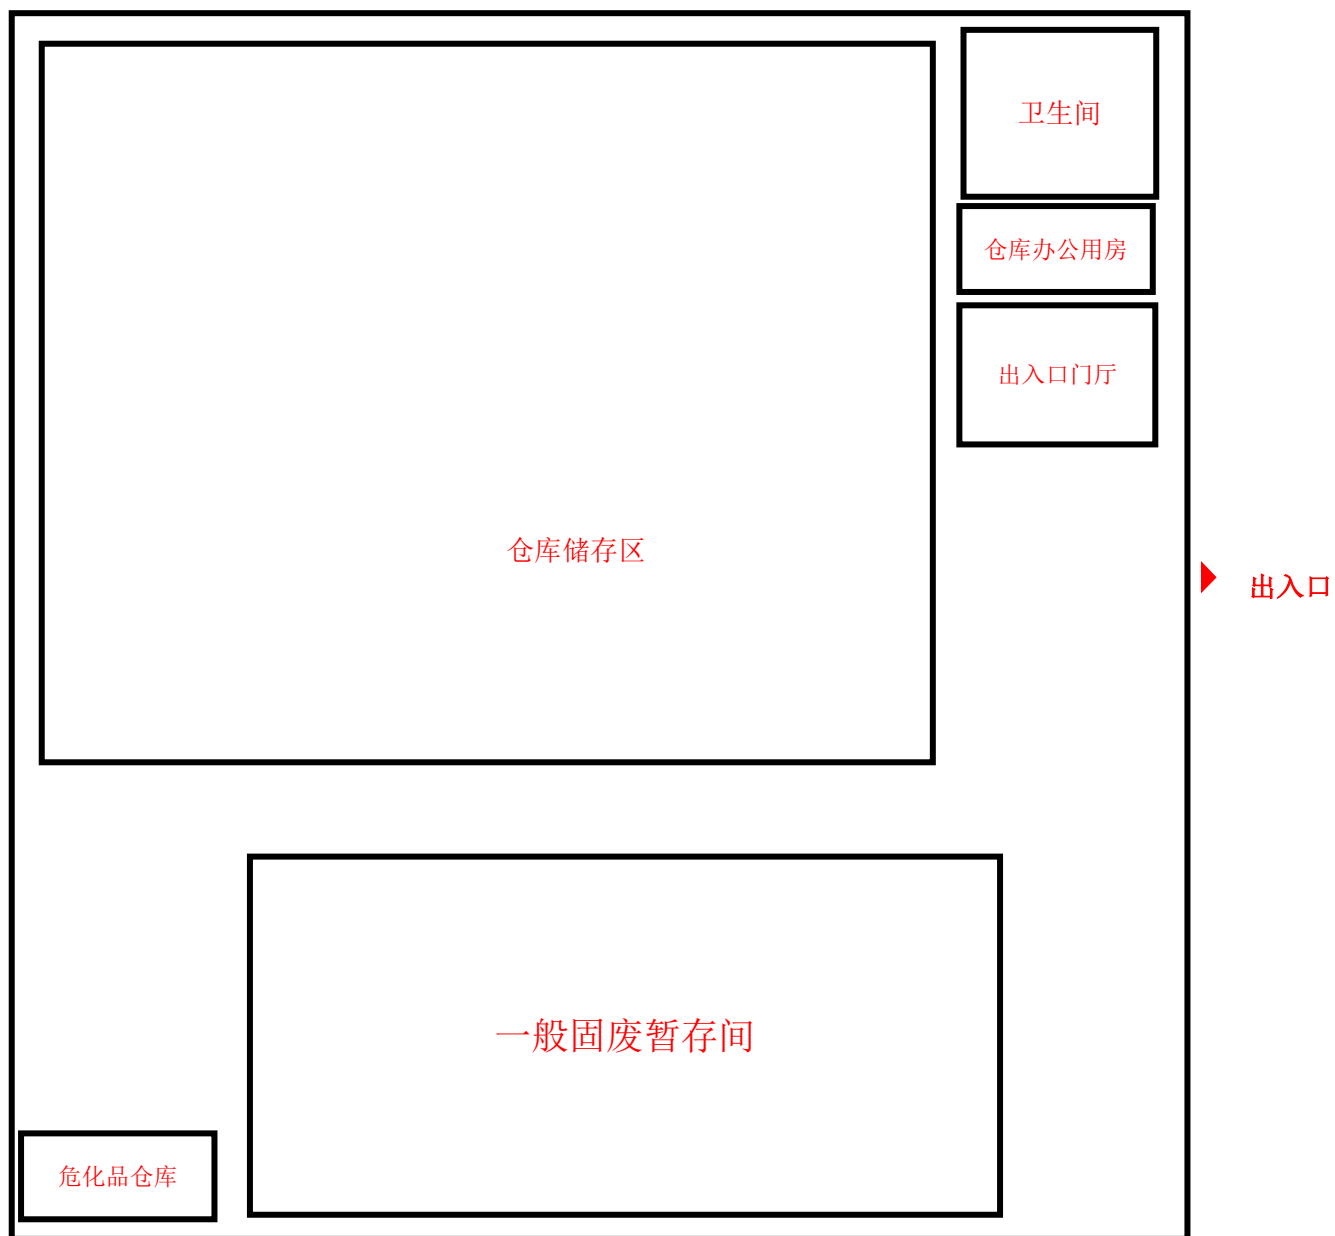 卫生间
仓库办公用房
出入口门厅
仓库储存区
出入口
一般固废暂存间
危化品仓库